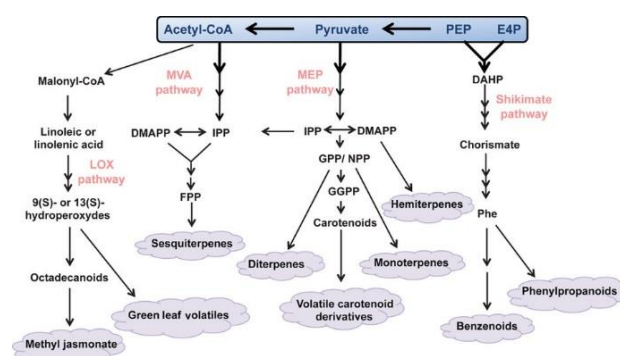 Acetyl-CoA Pyruvate PEP E4P
MVA
pathway
MEP
pathway
DAHP
Malonyl-CoA
Shikimate
pathway
Linoleic or
linolenic acid
DMAPP IPP IPP DMAPP
Chorismate
LOX
pathway
GPP/ NPP
9(S)- or 13(S)-
hydroperoxydes
FPP
GGPP
Hemiterpenes
Carotenoids
Phe
Sesquiterpenes
Diterpenes
Monoterpenes
Octadecanoids
Phenylpropanoids
Green leaf volatiles
Volatile carotenoid
derivatives
Benzenoids
Methyl jasmonate